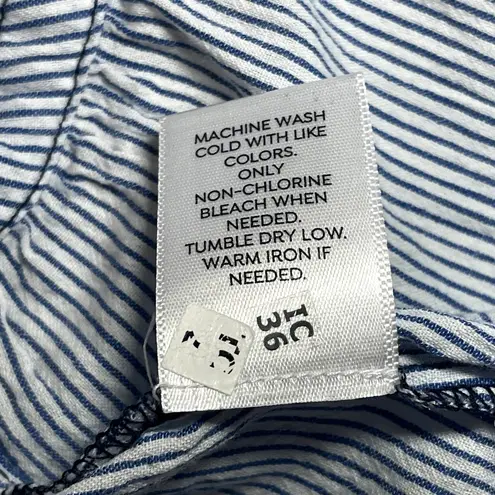 MACHINE WASH
COLD WITH LIKE
COLORS.
ONLY
NON-CHLORINE
BLEACH WHEN
NEEDED.
TUMBLE DRY LOW.
WARM IRON IF
NEEDED.
IC
36